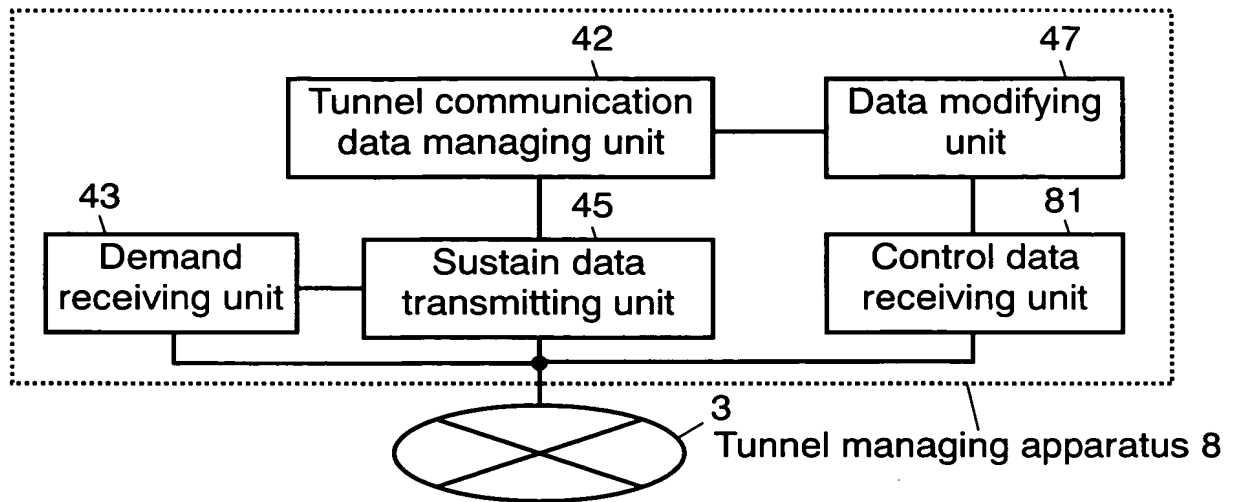 42
47
Tunnel communication
data managing unit
Data modifying
unit
43
45
81
Demand
receiving unit
Sustain data
transmitting unit
Control data
receiving unit
3
Tunnel managing apparatus 8